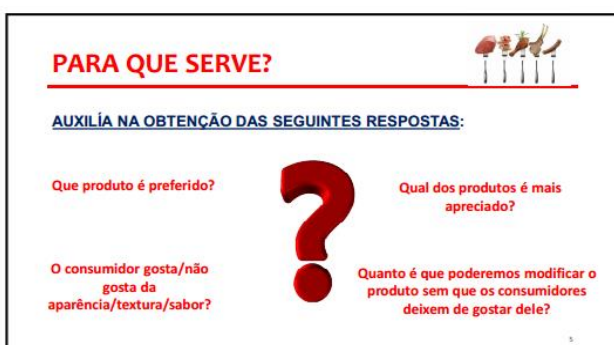 PARA QUE SERVE?
AUXILÍA NA OBTENÇÃO DAS SEGUINTES RESPOSTAS:
Que produto é preferido?
Qual dos produtos é mais
apreciado?
O consumidor gosta/não
gosta da
aparência/textura/sabor?
Quanto é que poderemos modificar o
produto sem que os consumidores
deixem de gostar dele?
5